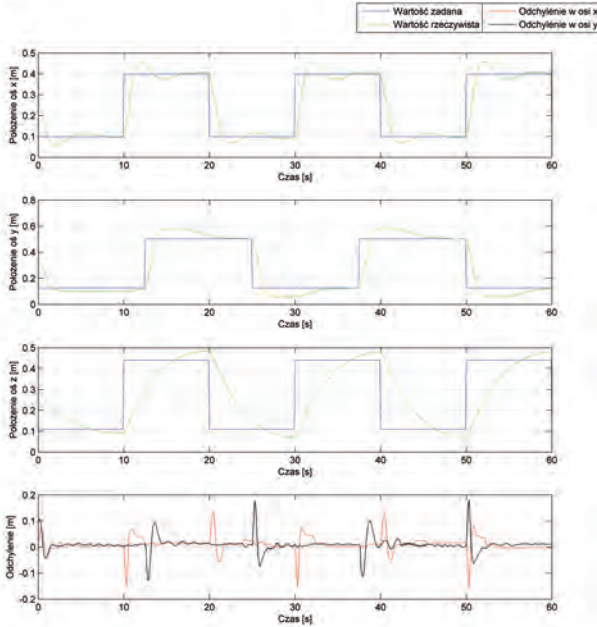 Wartość zadana
Wartość rzeczywista
Odchylenie w osi x
Odchylenie w osi y
Położenie oś x [m]
0.5
0.4
0.3
0.2
0.1
0
0 10 20 30 40 50 60
Czas [s]
Położenie oś y [m]
0.8
0.6
0.4
0.2
0
0 10 20 30 40 50 60
Czas [s]
Położenie oś z [m]
0.5
0.4
0.3
0.2
0.1
0
0 10 20 30 40 50 60
Czas [s]
Odchylenie [m]
0.2
0.1
0
-0.1
-0.2
0 10 20 30 40 50 60
Czas [s]